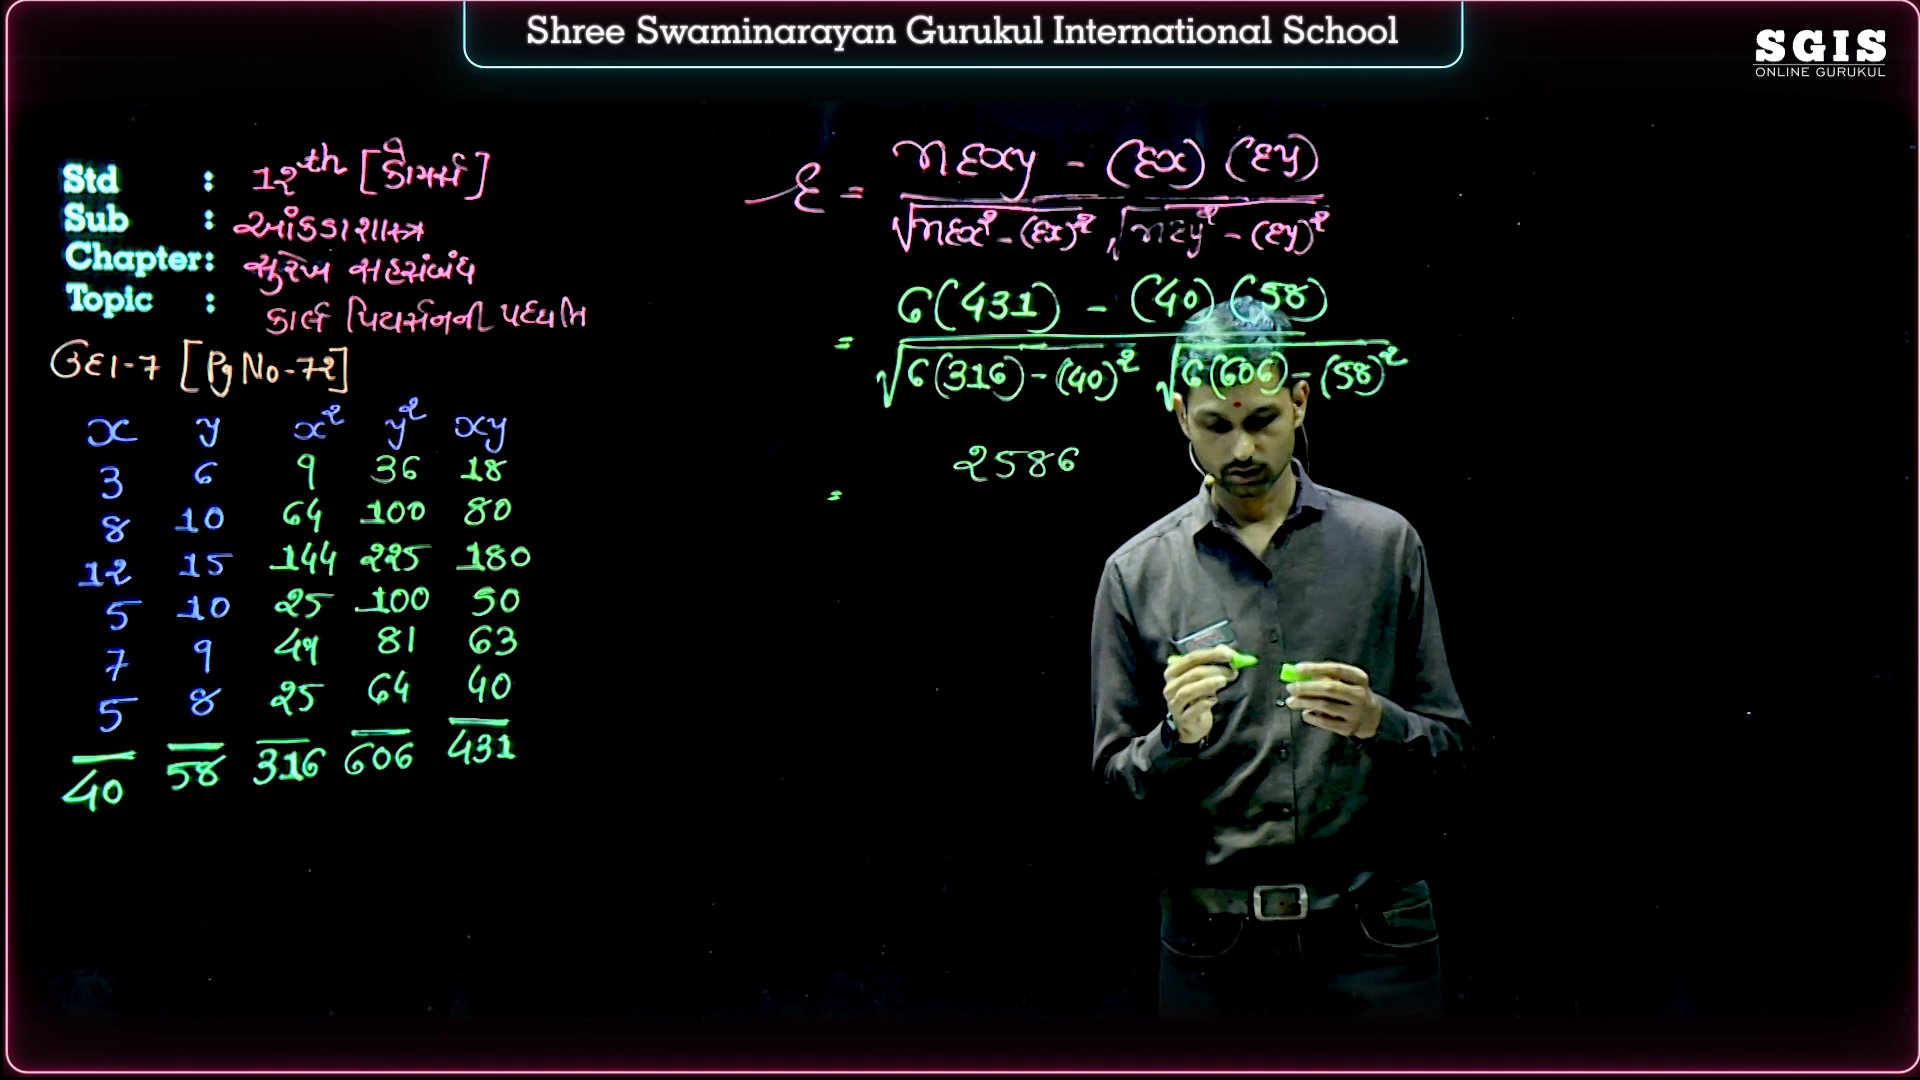 Shree Swaminarayan Gurukul International School
SGIS
ONLINE GURUKUL
Std : 12th [કોમર્સ]
Sub : આંકડાશાસ્ત્ર
Chapter: સુરેખ સહસંબંધ
Topic : કાર્લ પિયર્સનની પદ્ધતિ
ઉદા-7 [Pg No-72]
x y x² y² xy
3 6 9 36 18
8 10 64 100 80
12 15 144 225 180
5 10 25 100 50
7 9 49 81 63
5 8 25 64 40
40 58 316 606 431
r = nΣxy - (Σx) (Σy)
√nΣx² - (Σx)² √nΣy² - (Σy)²
= 6(431) - (40) (58)
√6(316) - (40)² √6(606) - (58)²
= 2586